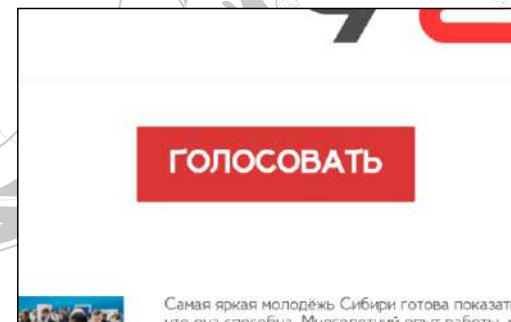 ГОЛОСОВАТЬ
Самая яркая молодёжь Сибири готова показать
что она способна. Многолетний опыт работы,